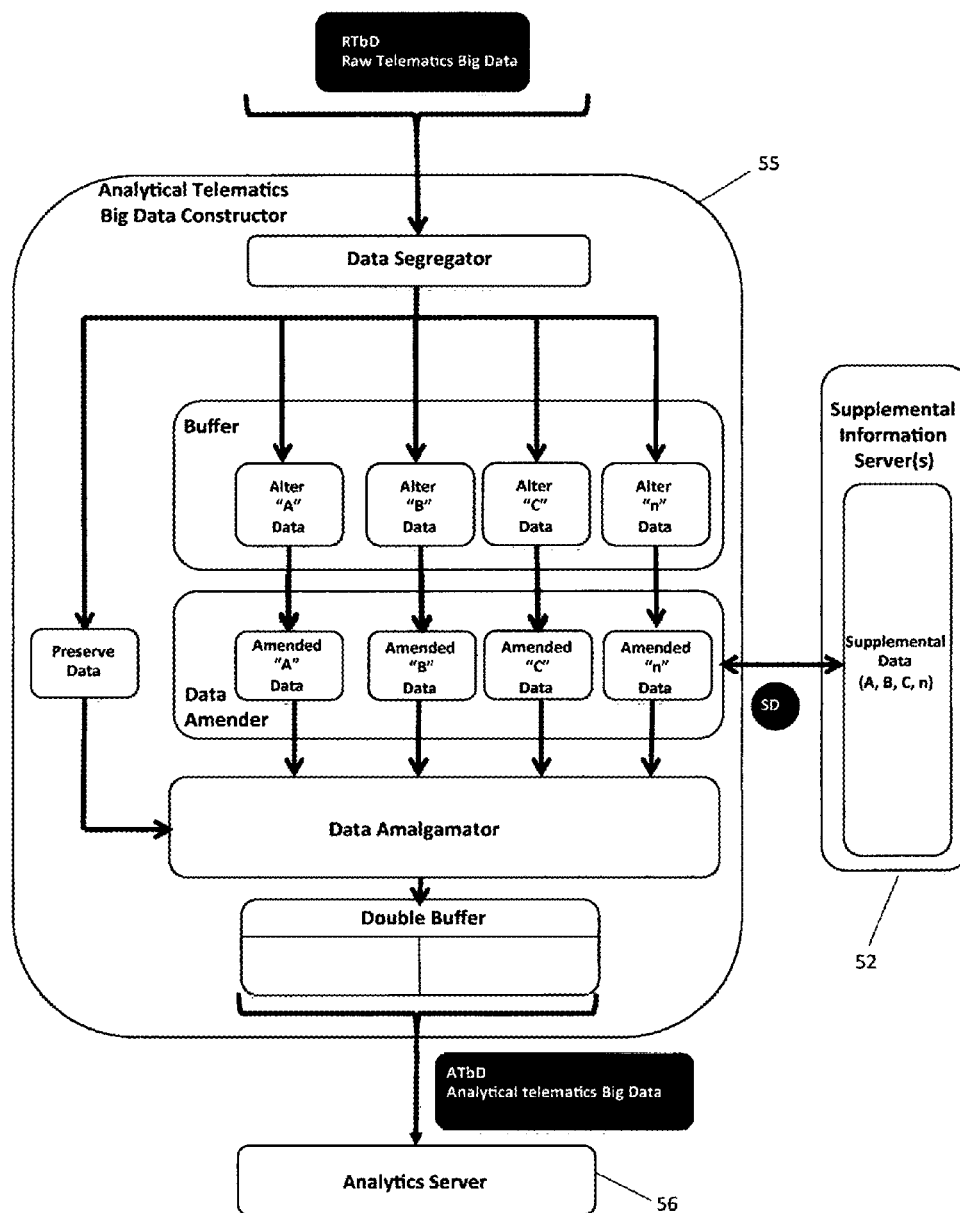 RTbD
Raw Telematics Big Data
55
Analytical Telematics
Big Data Constructor
Data Segregator
Buffer
Alter
"A"
Data
Alter
"B"
Data
Alter
"C"
Data
Alter
"n"
Data
Supplemental
Information
Server(s)
Preserve
Data
Amended
"A"
Data
Amended
"B"
Data
Amended
"C"
Data
Amended
"n"
Data
Data
Amender
SD
Supplemental
Data
(A, B, C, n)
Data Amalgamator
Double Buffer
52
ATbD
Analytical telematics Big Data
Analytics Server
56